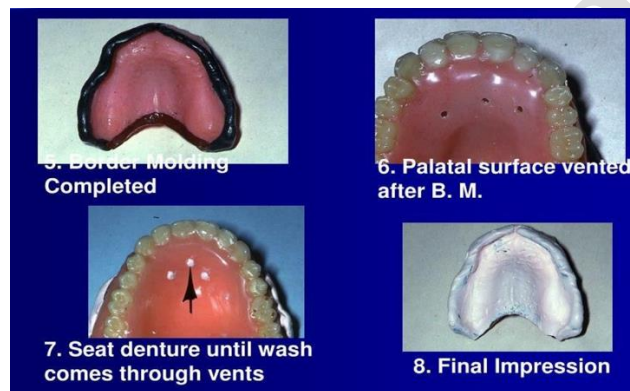 5. Border Molding
Completed
6. Palatal surface vented
after B. M.
7. Seat denture until wash
comes through vents
8. Final Impression